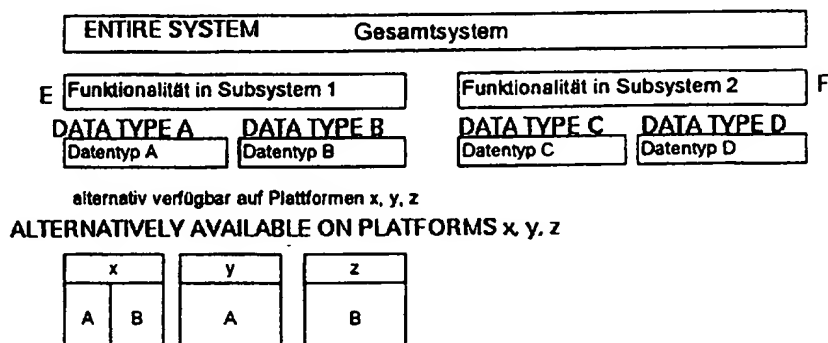 ENTIRE SYSTEM Gesamtsystem
E Funktionalität in Subsystem 1 Funktionalität in Subsystem 2 F
DATA TYPE A DATA TYPE B DATA TYPE C DATA TYPE D
Datentyp A Datentyp B Datentyp C Datentyp D
alternativ verfügbar auf Plattformen x, y, z
ALTERNATIVELY AVAILABLE ON PLATFORMS x, y, z
x y z
A B A B